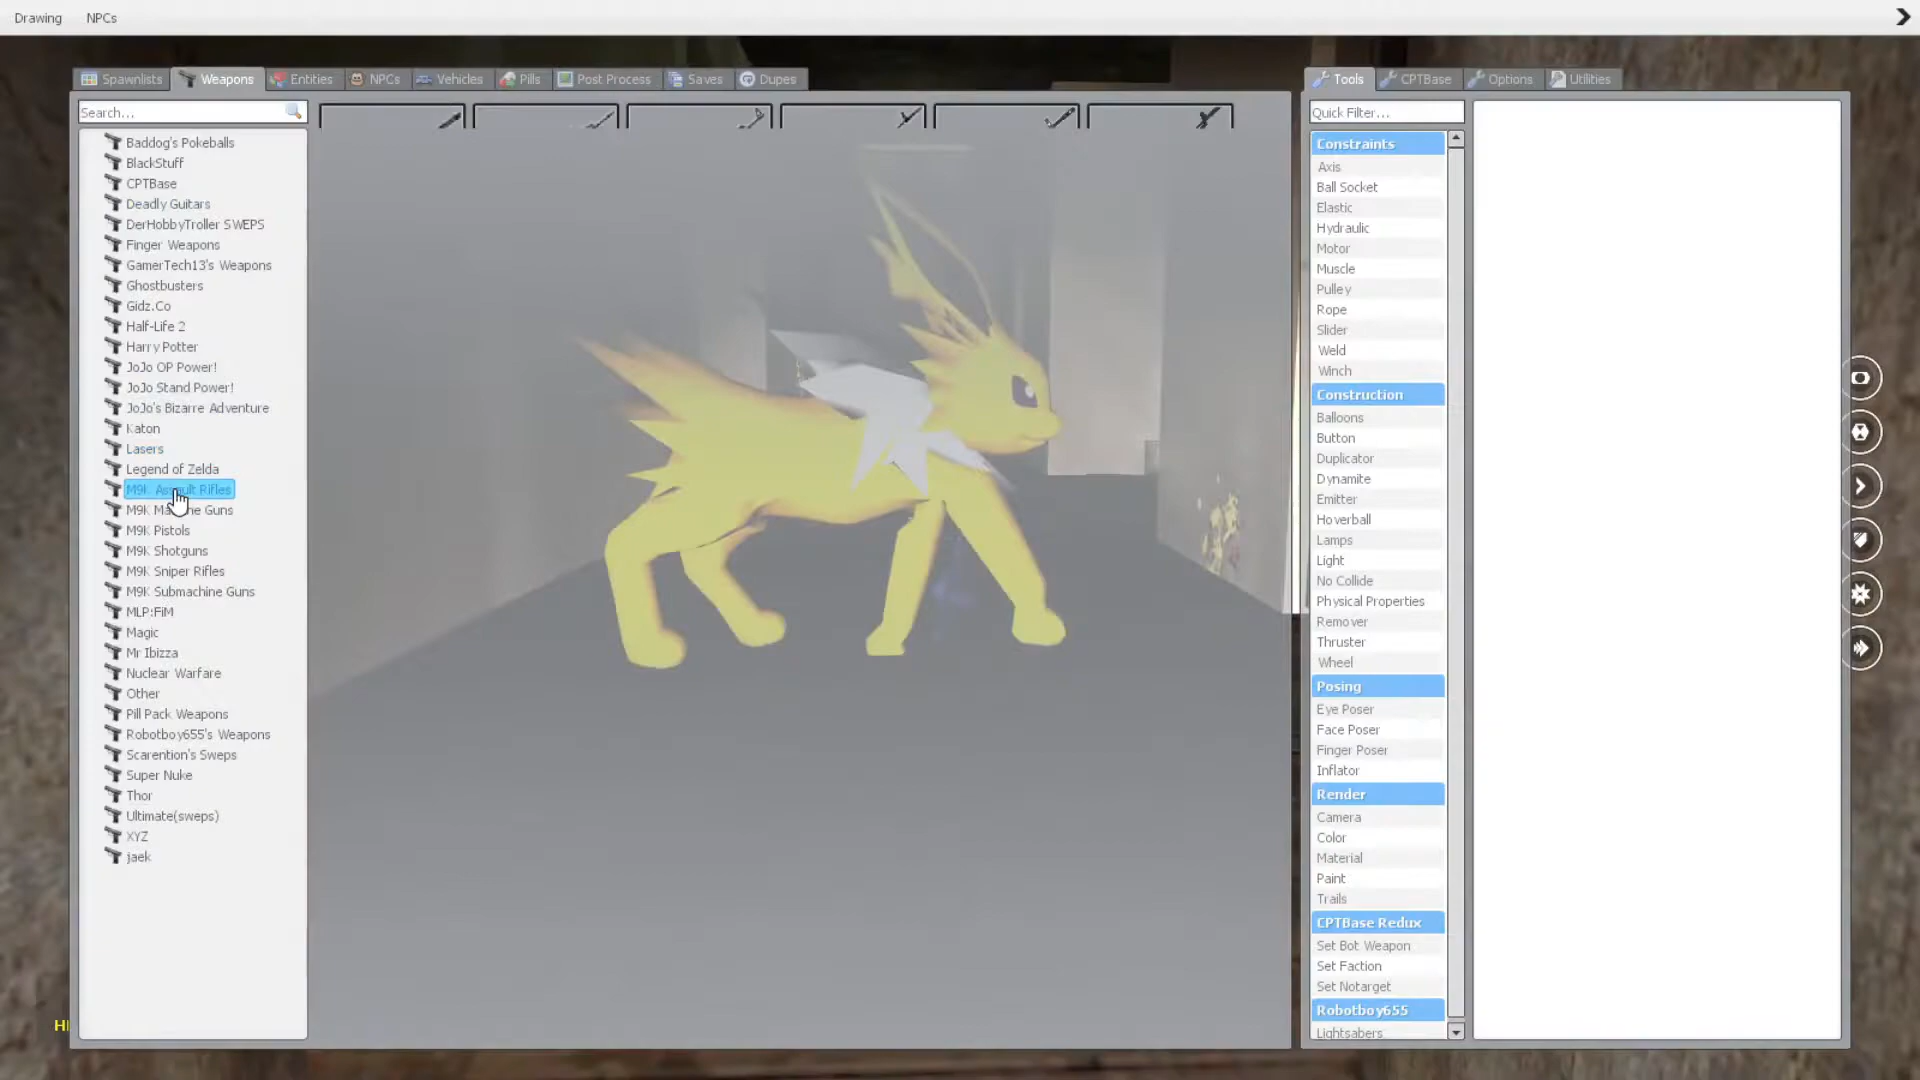 Drawing NPCs
Spawnlists Weapons Entities NPCs Vehicles Pills Post Process Saves Dupes
Tools CPTBase Options Utilities
Search...
Baddog's Pokeballs
BlackStuff
CPTBase
Deadly Guitars
DerHobbyTroller SWEPS
Finger Weapons
GamerTech13's Weapons
Ghostbusters
Gidz.Co
Half-Life 2
Harry Potter
JoJo OP Power!
JoJo Stand Power!
JoJo's Bizarre Adventure
Katon
Lasers
Legend of Zelda
M9K Assault Rifles
M9K Machine Guns
M9K Pistols
M9K Shotguns
M9K Sniper Rifles
M9K Submachine Guns
MLP:FiM
Magic
Mr Ibizza
Nuclear Warfare
Other
Pill Pack Weapons
Robotboy655's Weapons
Scarention's Sweps
Super Nuke
Thor
Ultimate(sweps)
XYZ
jaek
Quick Filter...
Constraints
Axis
Ball Socket
Elastic
Hydraulic
Motor
Muscle
Pulley
Rope
Slider
Weld
Winch
Construction
Balloons
Button
Duplicator
Dynamite
Emitter
Hoverball
Lamps
Light
No Collide
Physical Properties
Remover
Thruster
Wheel
Posing
Eye Poser
Face Poser
Finger Poser
Inflator
Render
Camera
Color
Material
Paint
Trails
CPTBase Redux
Set Bot Weapon
Set Faction
Set Notarget
Robotboy655
Lightsabers